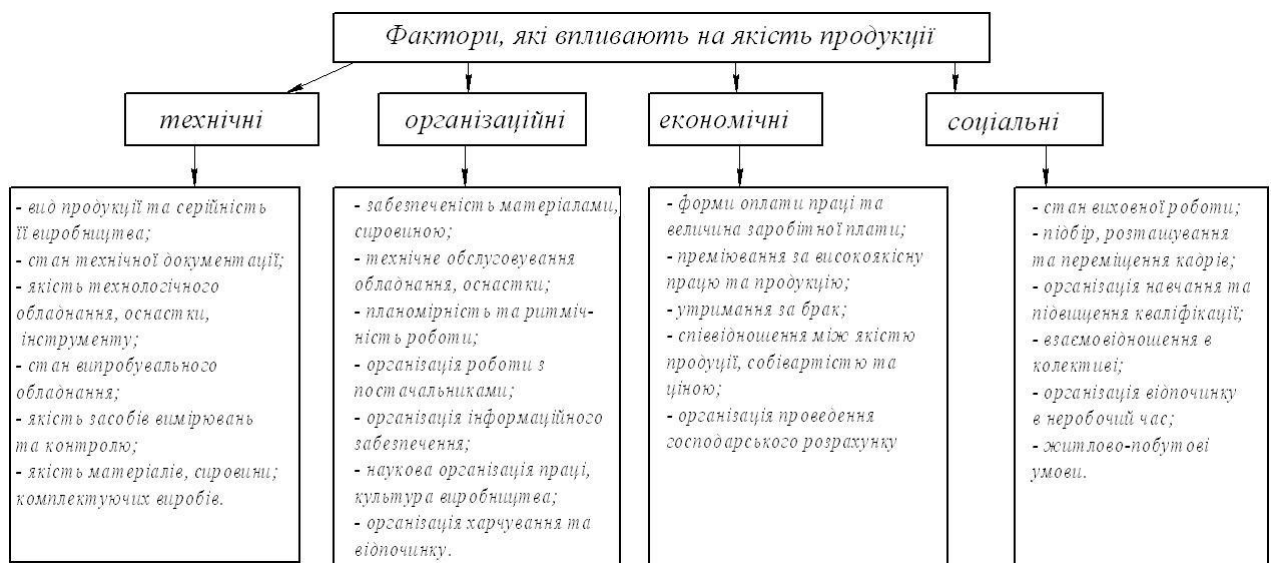 Фактори, які впливають на якість продукції
технічні
організаційні
економічні
соціальні
- вид продукції та серійність
її виробництва;
- стан технічної документації;
- якість технологічного
обладнання, оснастки,
інструменту;
- стан випробувального
обладнання;
- якість засобів вимірювань
та контролю;
- якість матеріалів, сировини;
комплектуючих виробів.
- забезпеченість матеріалами,
сировиною;
- технічне обслуговування
обладнання, оснастки;
- планомірність та ритміч-
ність роботи;
- організація роботи з
постачальниками;
- організація інформаційного
забезпечення;
- наукова організація праці,
культура виробництва;
- організація харчування та
відпочинку.
- форми оплати праці та
величина заробітної плати;
- преміювання за високоякісну
працю та продукцію;
- утримання за брак;
- співвідношення між якістю
продуції, собівартістю та
ціною;
- організація проведення
господарського розрахунку
- стан виховної роботи;
- підбір, розташування
та переміщення кадрів;
- організація навчання та
підвищення кваліфікації;
- взаємовідношення в
колективі;
- організація відпочинку
в неробочий час;
- житлово-побутові
умови.